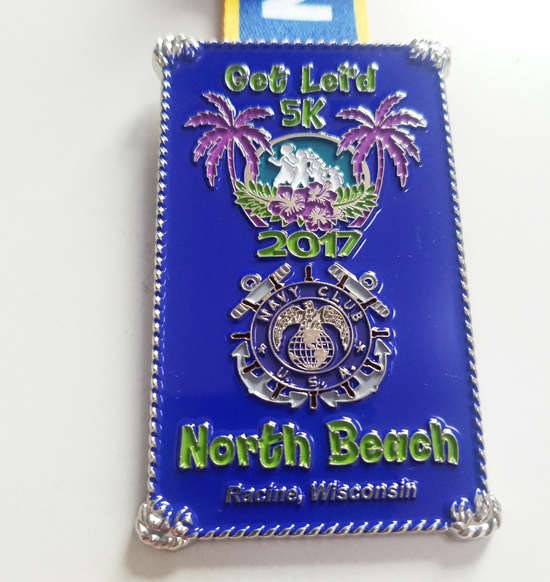 Get Lei'd
5K
2017
NAVY CLUB
U. S. A.
North Beach
Racine, Wisconsin